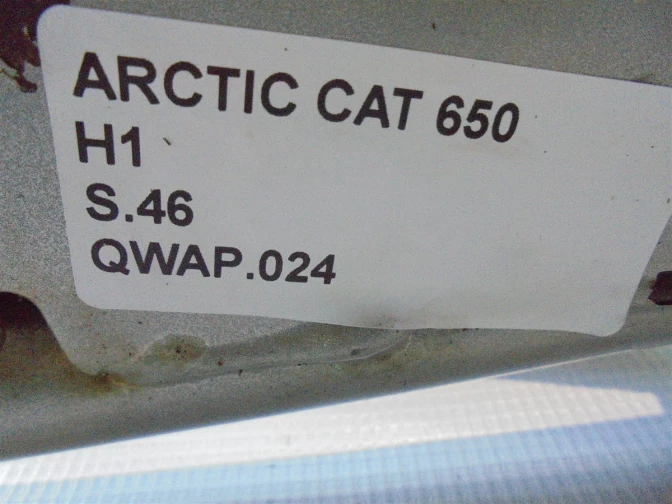 ARCTIC CAT 650
H1
S.46
QWAP.024